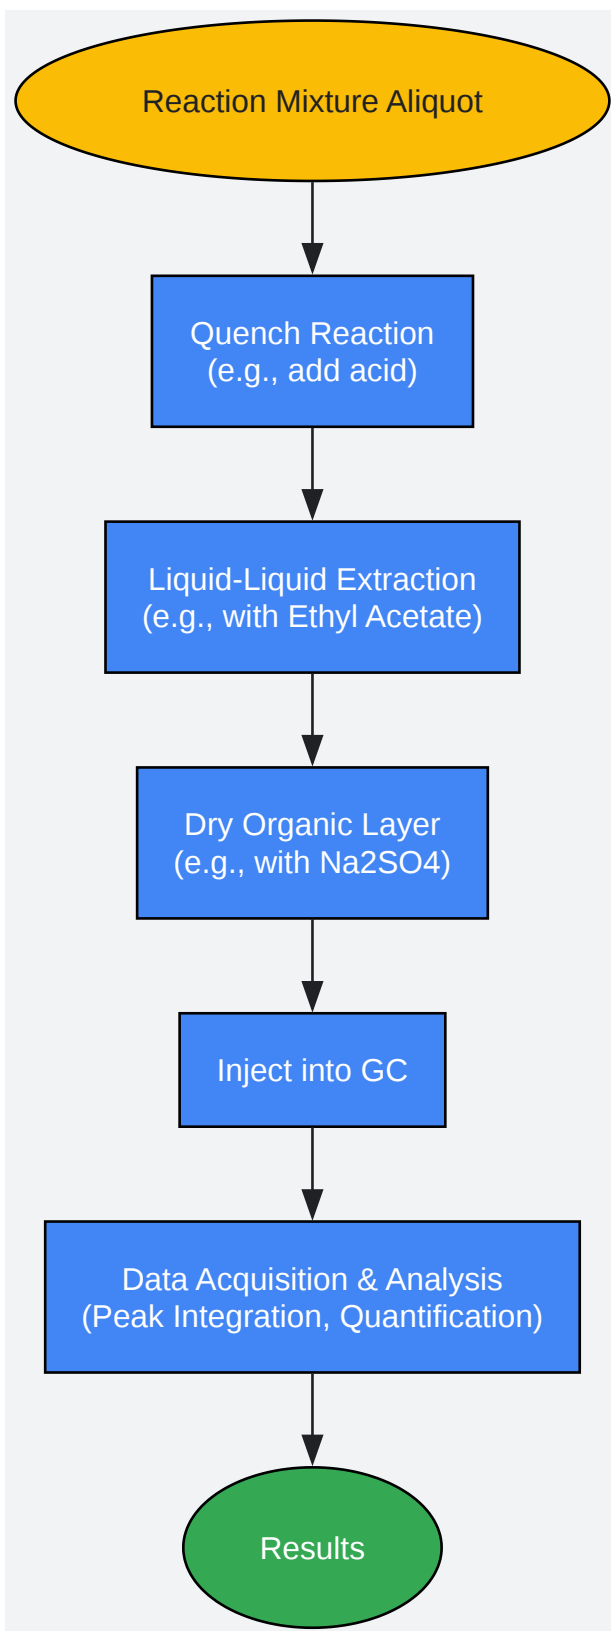 Reaction Mixture Aliquot
Quench Reaction
(e.g., add acid)
Liquid-Liquid Extraction
(e.g., with Ethyl Acetate)
Dry Organic Layer
(e.g., with Na2SO4)
Inject into GC
Data Acquisition & Analysis
(Peak Integration, Quantification)
Results